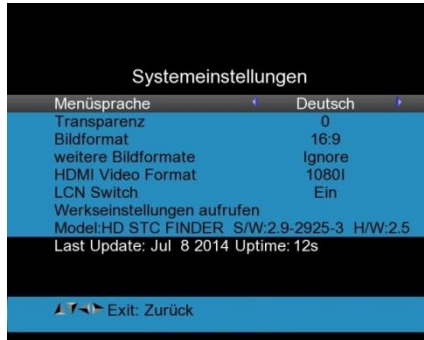 Systemeinstellungen
Menüsprache Deutsch
Transparenz 0
Bildformat 16:9
weitere Bildformate Ignore
HDMI Video Format 1080I
LCN Switch Ein
Werkseinstellungen aufrufen
Model:HD STC FINDER S/W:2.9-2925-3 H/W:2.5
Last Update: Jul 8 2014 Uptime: 12s
Exit: Zurück